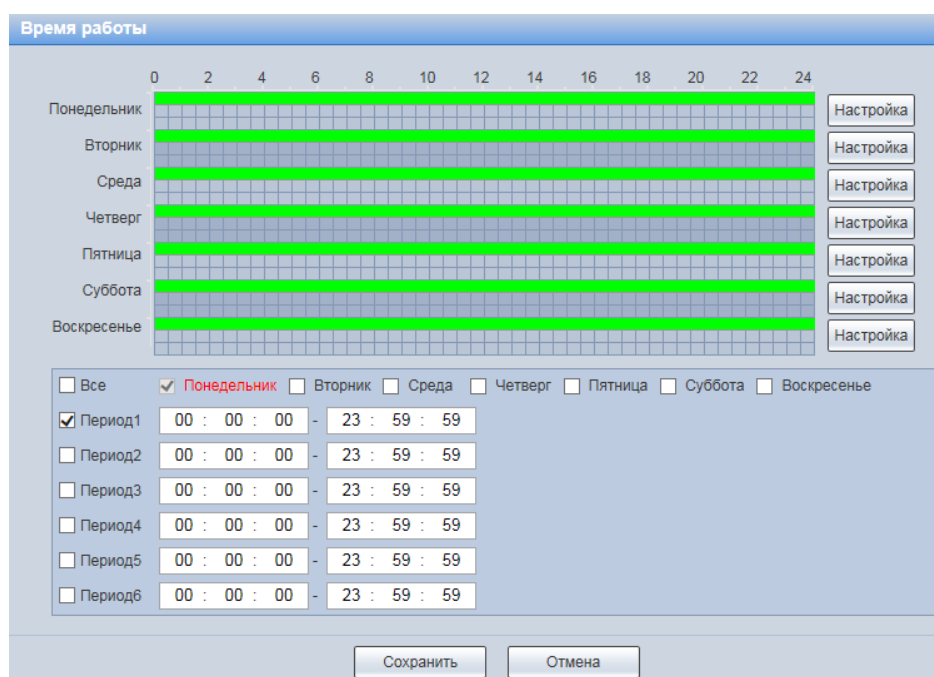 Время работы
0 2 4 6 8 10 12 14 16 18 20 22 24
Понедельник Настройка
Вторник Настройка
Среда Настройка
Четверг Настройка
Пятница Настройка
Суббота Настройка
Воскресенье Настройка
Все Понедельник Вторник Среда Четверг Пятница Суббота Воскресенье
Период1 00 : 00 : 00 - 23 : 59 : 59
Период2 00 : 00 : 00 - 23 : 59 : 59
Период3 00 : 00 : 00 - 23 : 59 : 59
Период4 00 : 00 : 00 - 23 : 59 : 59
Период5 00 : 00 : 00 - 23 : 59 : 59
Период6 00 : 00 : 00 - 23 : 59 : 59
Сохранить Отмена